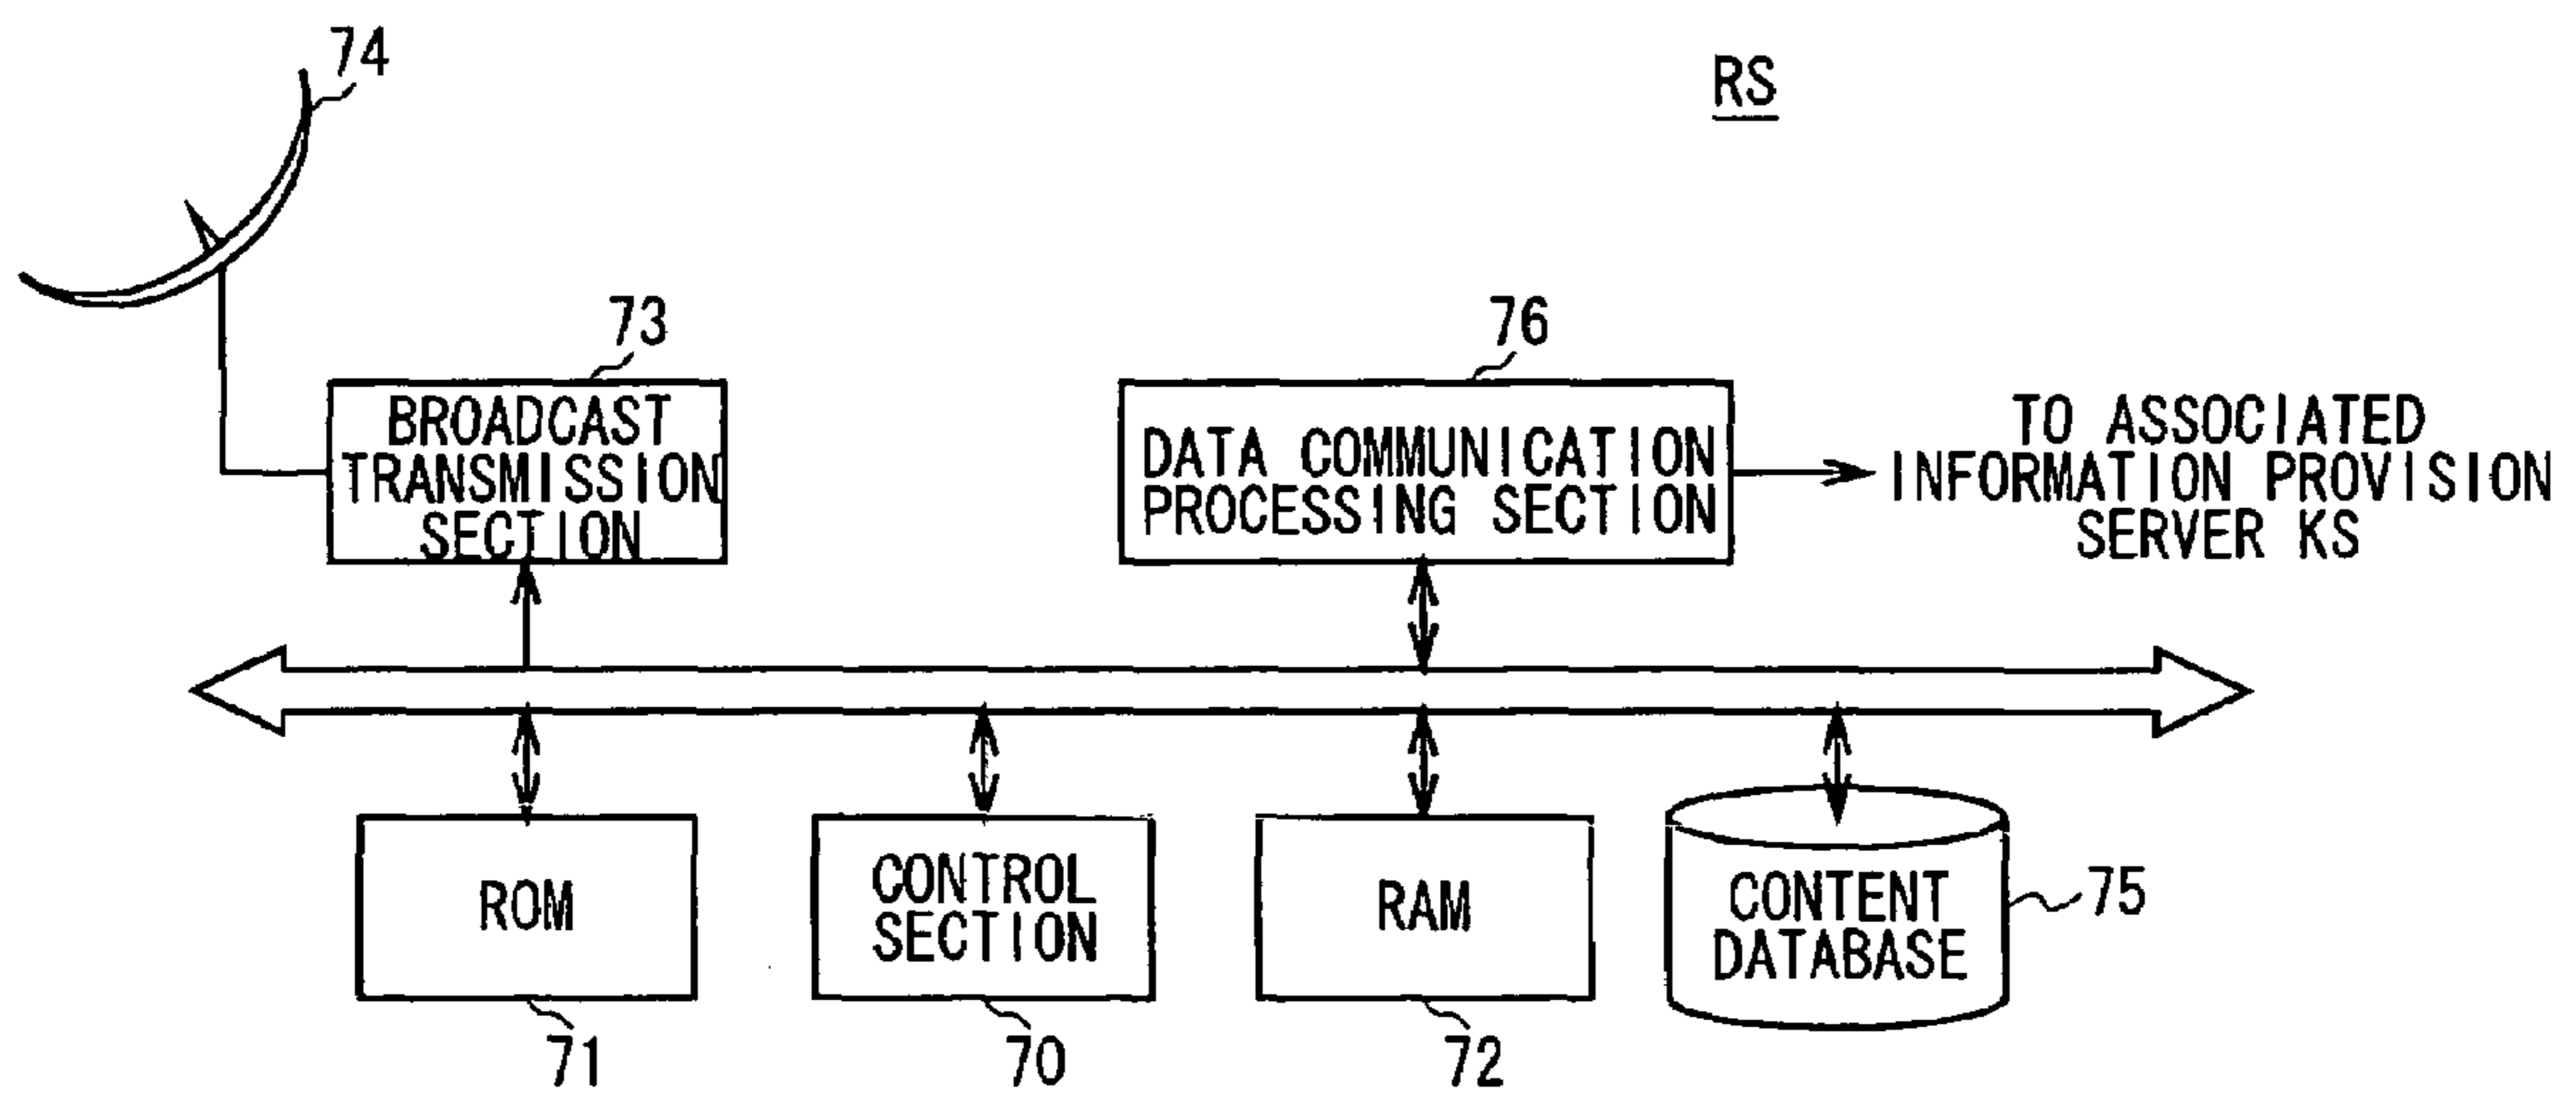 74
RS
73
76
BROADCAST
TRANSMISSION
SECTION
DATA COMMUNICATION
PROCESSING SECTION
TO ASSOCIATED
INFORMATION PROVISION
SERVER KS
ROM
CONTROL
SECTION
RAM
CONTENT
DATABASE
75
71
70
72